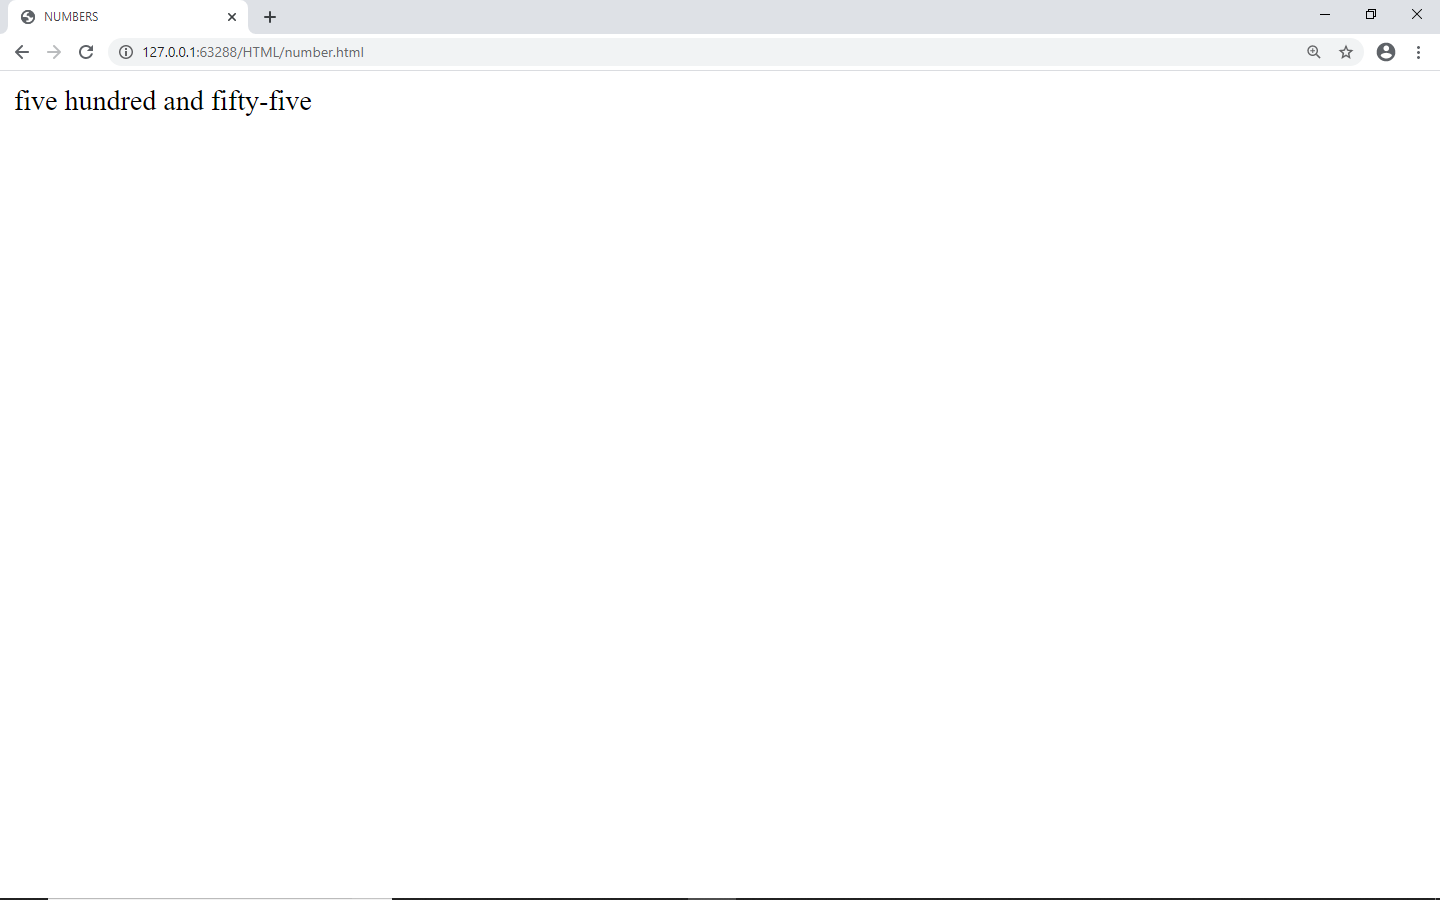 NUMBERS
127.0.0.1:63288/HTML/number.html
five hundred and fifty-five